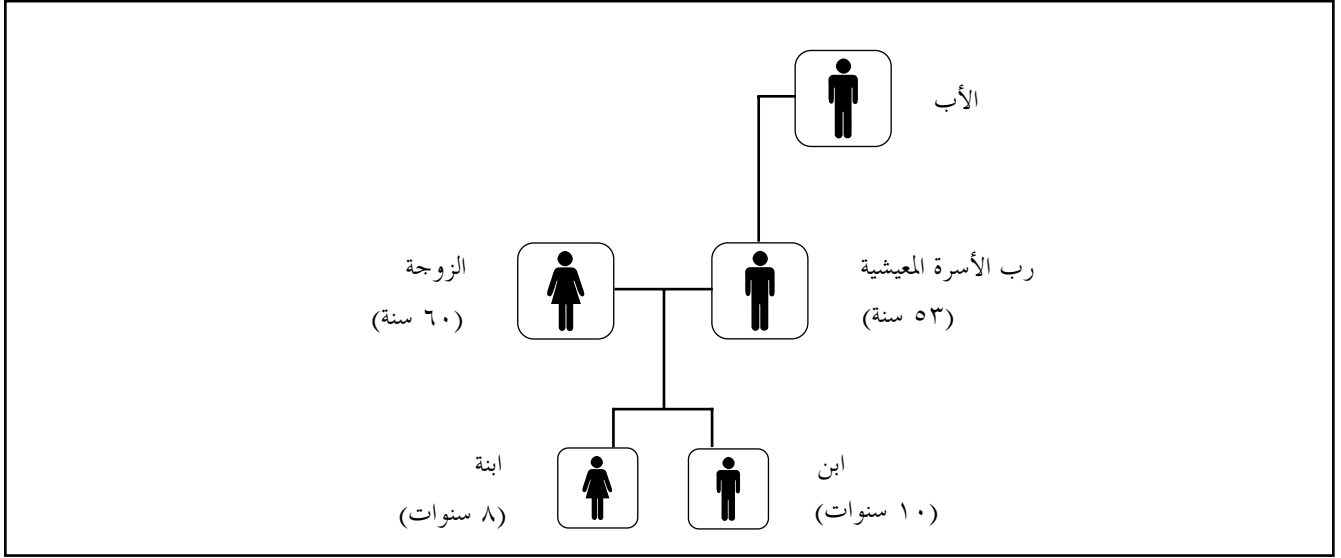 الأب
رب الأسرة المعيشية
(٥٣ سنة)
الزوجة
(٦٠ سنة)
ابن
(١٠ سنوات)
ابنة
(٨ سنوات)